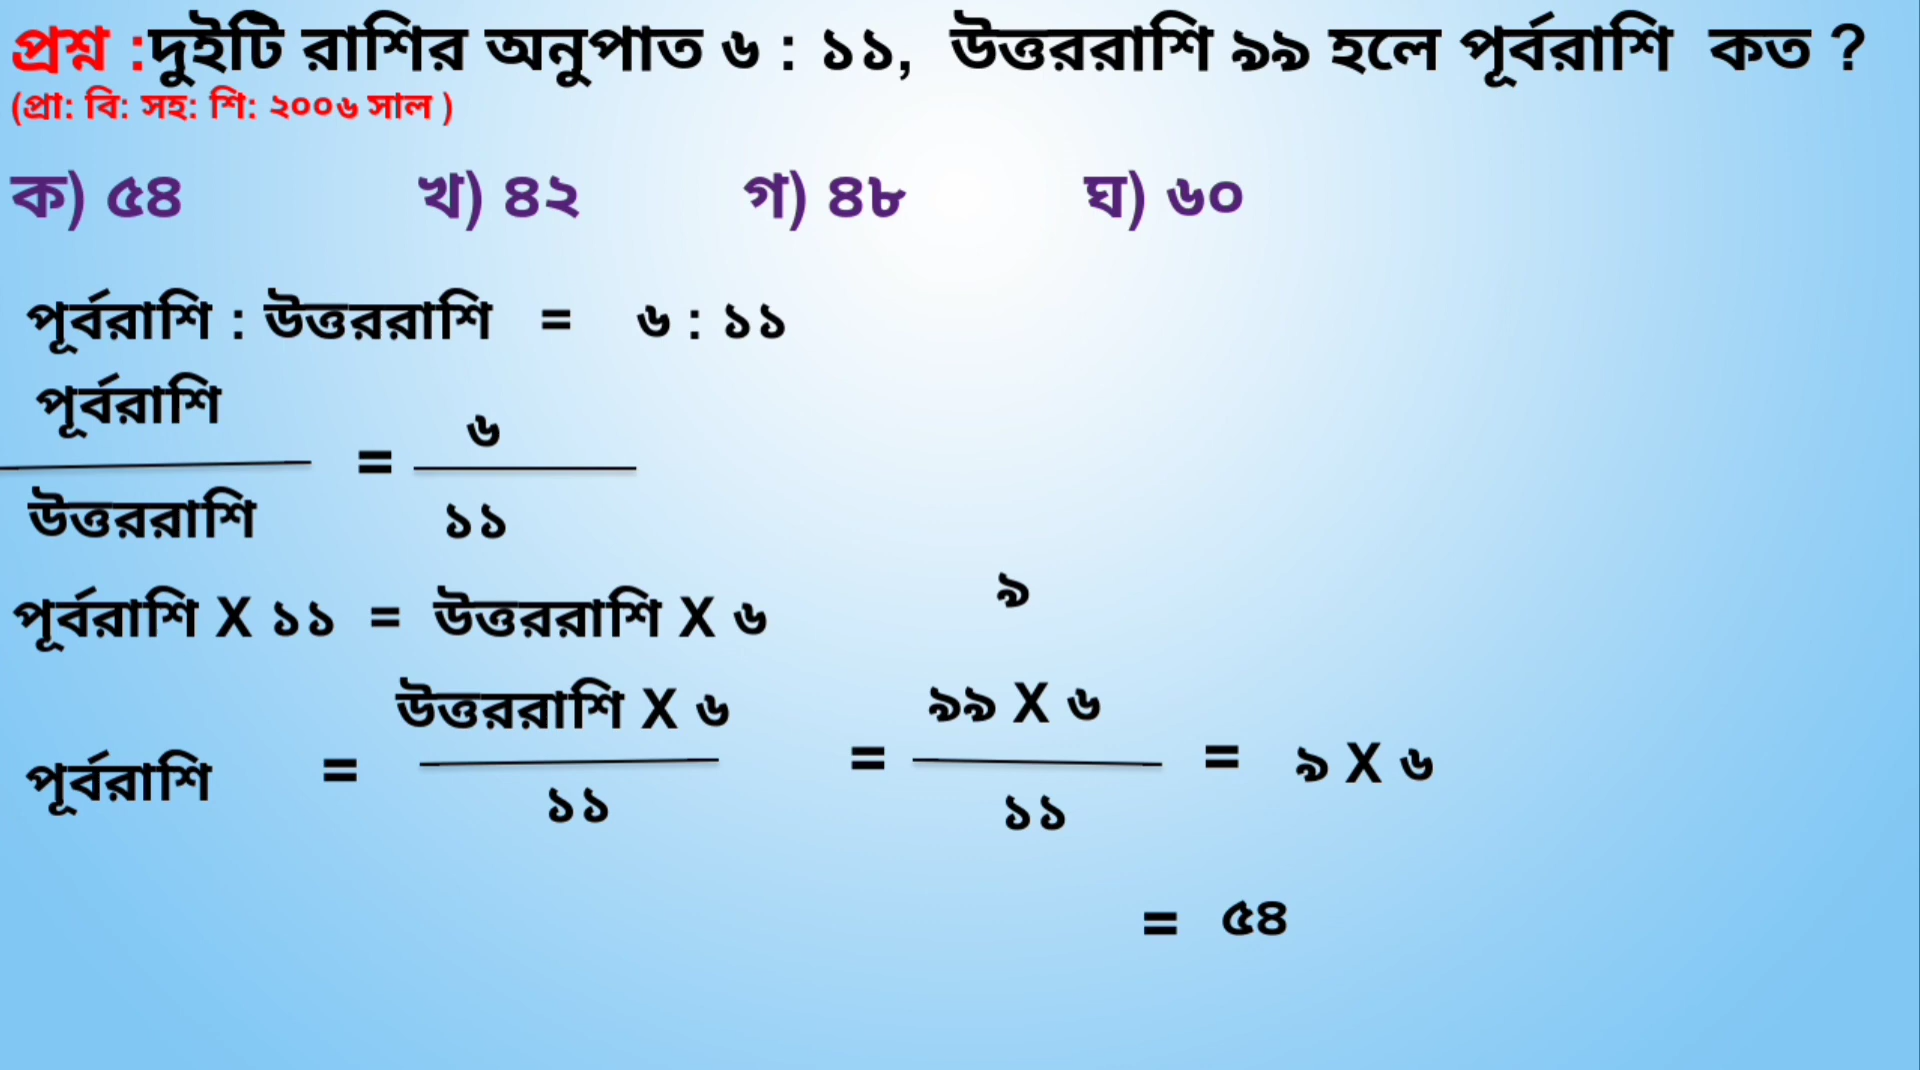 প্রশ্ন :দুইটি রাশির অনুপাত ৬ : ১১, উত্তররাশি ৯৯ হলে পূর্বরাশি কত ?
(প্রা: বি: সহ: শি: ২০০৬ সাল )
ক) ৫৪ খ) ৪২ গ) ৪৮ ঘ) ৬০
পূর্বরাশি : উত্তররাশি = ৬ : ১১
পূর্বরাশি
৬
=
উত্তররাশি
১১
৯
পূর্বরাশি X ১১ = উত্তররাশি X ৬
উত্তররাশি X ৬ ৯৯ X ৬
পূর্বরাশি = = = ৯ X ৬
১১ ১১
= ৫৪